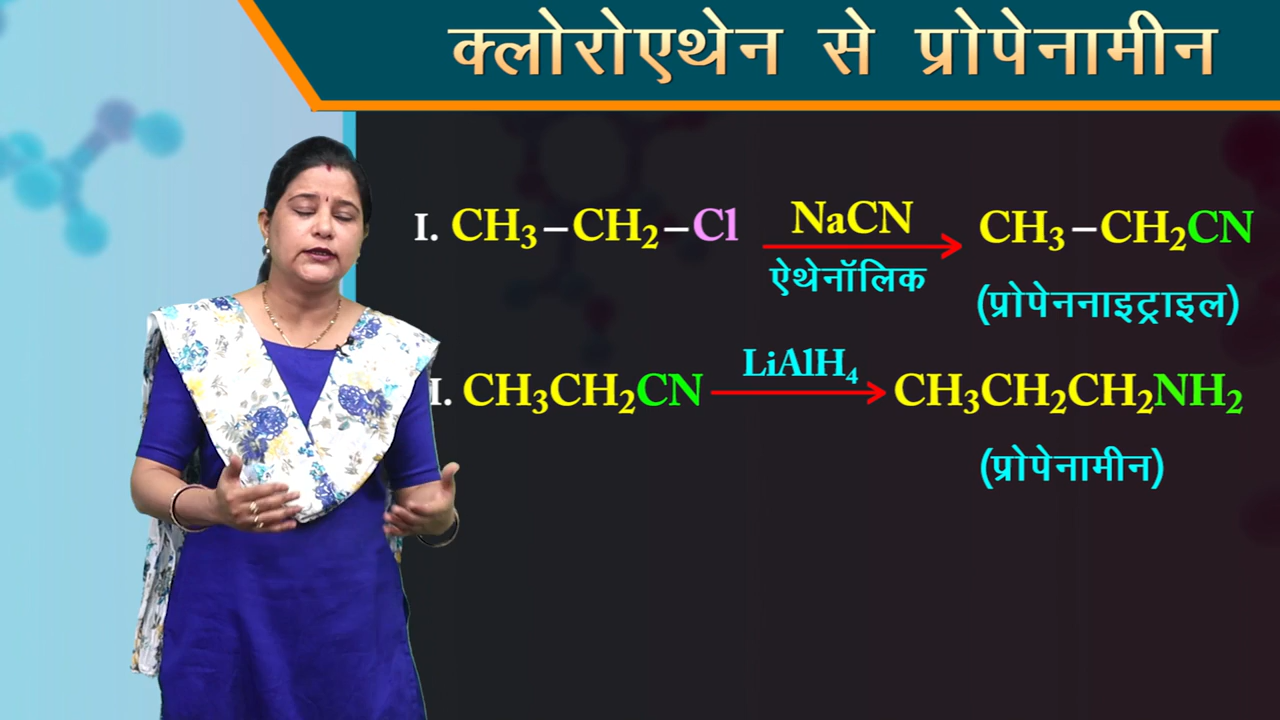 क्लोरोएथेन से प्रोपेनामीन
I. CH₃–CH₂–Cl NaCN ऐथेनॉलिक CH₃–CH₂CN
(प्रोपेननाइट्राइल)
I. CH₃CH₂CN LiAlH₄ CH₃CH₂CH₂NH₂
(प्रोपेनामीन)